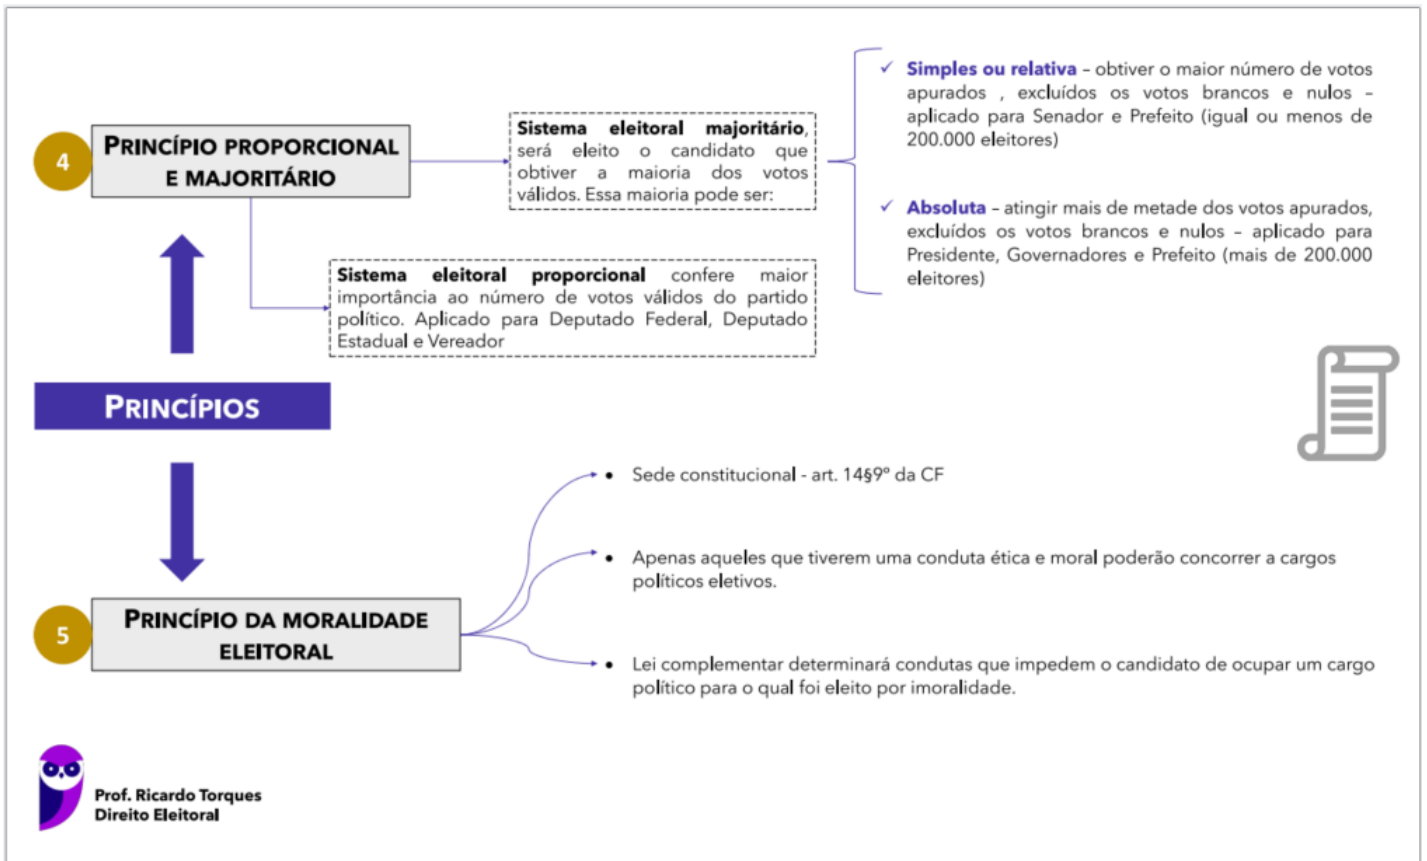 4
PRINCÍPIO PROPORCIONAL
E MAJORITÁRIO
Sistema eleitoral majoritário,
será eleito o candidato que
obtiver a maioria dos votos
válidos. Essa maioria pode ser:
✓ Simples ou relativa – obtiver o maior número de votos
apurados , excluídos os votos brancos e nulos –
aplicado para Senador e Prefeito (igual ou menos de
200.000 eleitores)
✓ Absoluta – atingir mais de metade dos votos apurados,
excluídos os votos brancos e nulos – aplicado para
Presidente, Governadores e Prefeito (mais de 200.000
eleitores)
Sistema eleitoral proporcional confere maior
importância ao número de votos válidos do partido
político. Aplicado para Deputado Federal, Deputado
Estadual e Vereador
PRINCÍPIOS
5
PRINCÍPIO DA MORALIDADE
ELEITORAL
• Sede constitucional - art. 14§9º da CF
• Apenas aqueles que tiverem uma conduta ética e moral poderão concorrer a cargos
políticos eletivos.
• Lei complementar determinará condutas que impedem o candidato de ocupar um cargo
político para o qual foi eleito por imoralidade.
Prof. Ricardo Torques
Direito Eleitoral